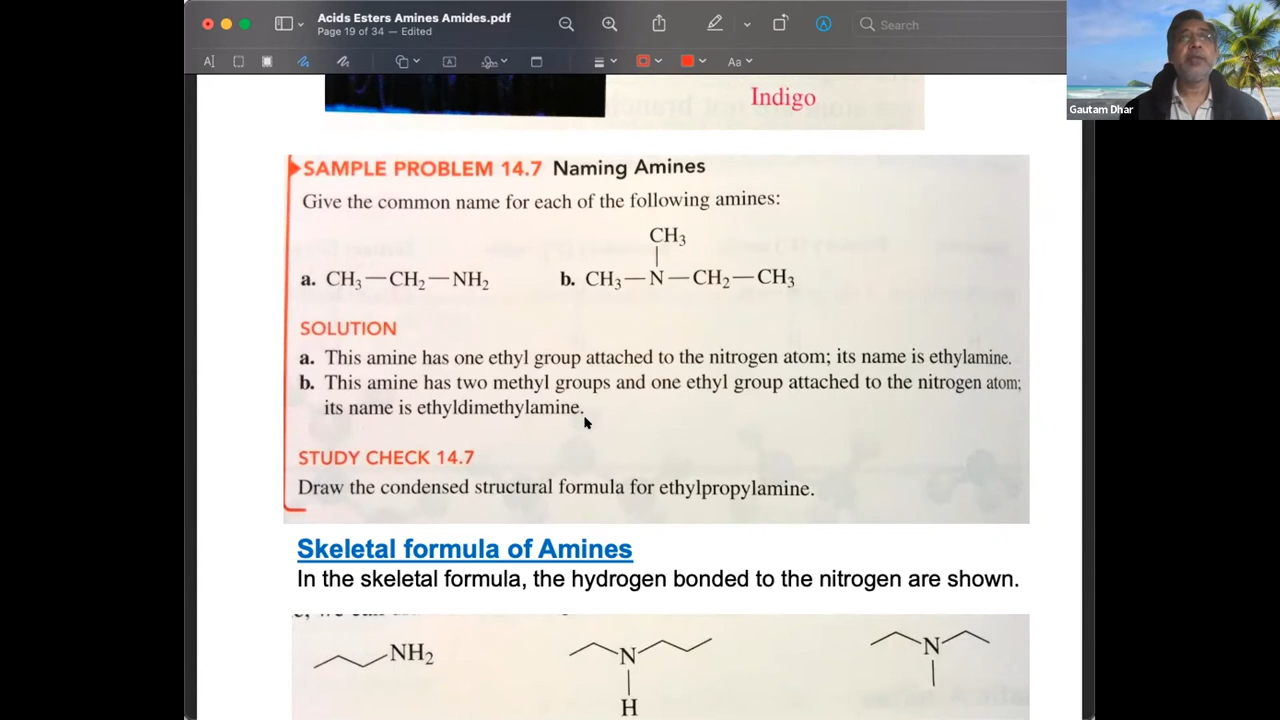 Acids Esters Amines Amides.pdf
Page 19 of 34 — Edited
Search
Aa
Gautam Dhar
Indigo
SAMPLE PROBLEM 14.7 Naming Amines
Give the common name for each of the following amines:
CH₃
a. CH₃—CH₂—NH₂ b. CH₃—N—CH₂—CH₃
SOLUTION
a. This amine has one ethyl group attached to the nitrogen atom; its name is ethylamine.
b. This amine has two methyl groups and one ethyl group attached to the nitrogen atom;
its name is ethyldimethylamine.
STUDY CHECK 14.7
Draw the condensed structural formula for ethylpropylamine.
Skeletal formula of Amines
In the skeletal formula, the hydrogen bonded to the nitrogen are shown.
NH₂ N N
H